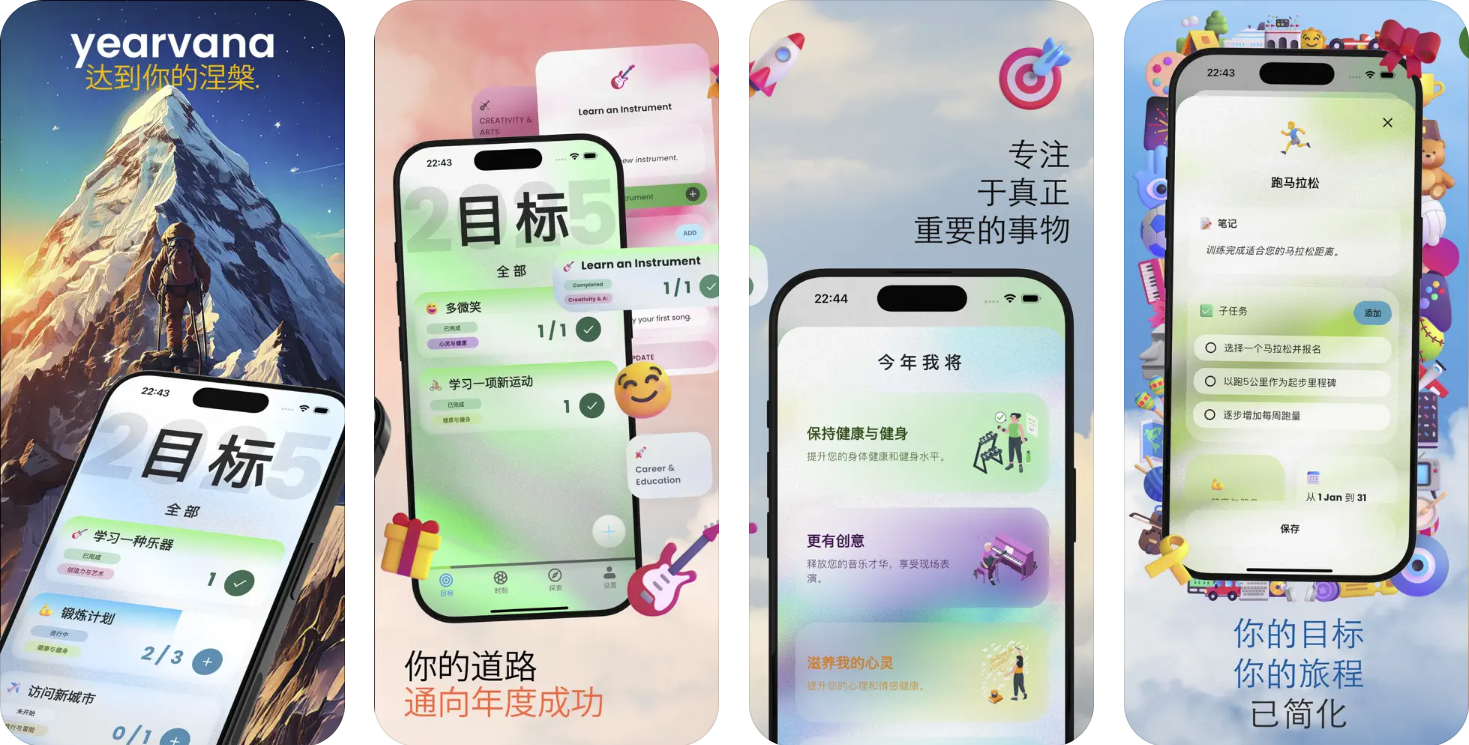 yearvana
达到你的涅槃.
22:43
2025
目标
全部
学习一种乐器
已完成
创造力与艺术
1
锻炼计划
进行中
健康与健身
2/3
访问新城市
未开始
旅行与冒险
0/1
CREATIVITY &
ARTS
Learn an Instrument
ew instrument.
rument
ADD
22:43
2025
目标
全部
Learn an Instrument
Completed
Creativity & A
1/1
多微笑
已完成
心灵与健康
1/1
y your first song.
PDATE
学习一项新运动
已完成
健康与健身
1
Career &
Education
目标
时刻
探索
设置
你的道路
通向年度成功
专注
于真正
重要的事物
22:44
今年我将
保持健康与健身
提升您的身体健康和健身水平。
更有创意
释放您的音乐才华，享受现场表
演。
滋养我的心灵
提升您的心理和情感健康。
22:43
跑马拉松
笔记
训练完成适合您的马拉松距离。
子任务
添加
选择一个马拉松并报名
以跑5公里作为起步里程碑
逐步增加每周跑量
从 1 Jan 到 31
保存
你的目标
你的旅程
已简化